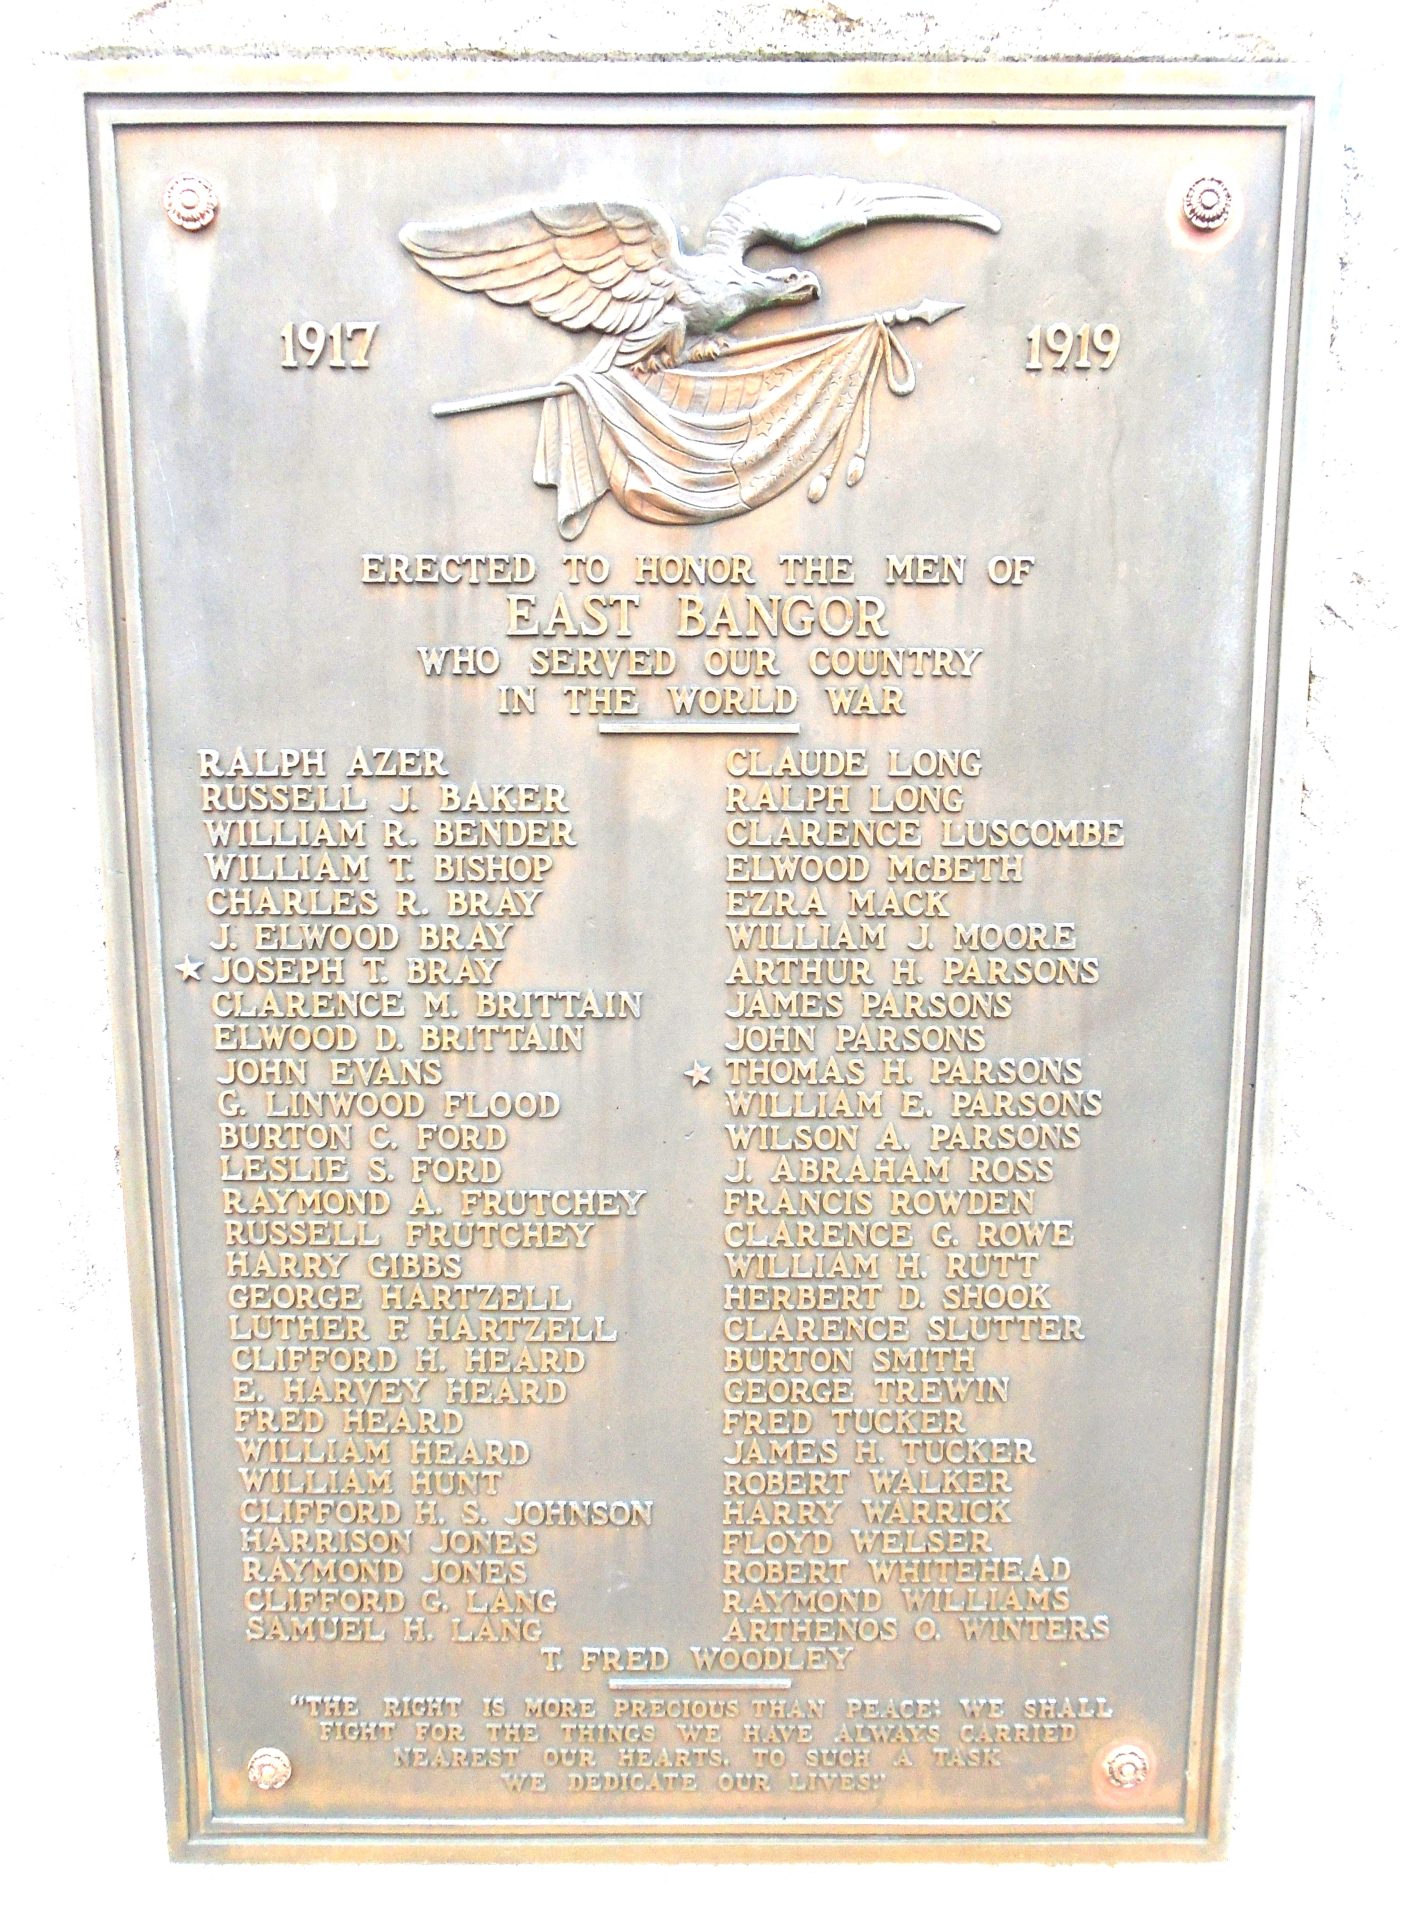 1917 1919
ERECTED TO HONOR THE MEN OF
EAST BANGOR
WHO SERVED OUR COUNTRY
IN THE WORLD WAR
RALPH AZER
RUSSELL J. BAKER
WILLIAM R. BENDER
WILLIAM T. BISHOP
CHARLES R. BRAY
J. ELWOOD BRAY
★ JOSEPH T. BRAY
CLARENCE M. BRITTAIN
ELWOOD D. BRITTAIN
JOHN EVANS
G. LINWOOD FLOOD
BURTON C. FORD
LESLIE S. FORD
RAYMOND A. FRUTCHEY
RUSSELL FRUTCHEY
HARRY GIBBS
GEORGE HARTZELL
LUTHER F. HARTZELL
CLIFFORD H. HEARD
E. HARVEY HEARD
FRED HEARD
WILLIAM HEARD
WILLIAM HUNT
CLIFFORD H. S. JOHNSON
HARRISON JONES
RAYMOND JONES
CLIFFORD G. LANG
SAMUEL H. LANG
CLAUDE LONG
RALPH LONG
CLARENCE LUSCOMBE
ELWOOD McBETH
EZRA MACK
WILLIAM J. MOORE
ARTHUR H. PARSONS
JAMES PARSONS
JOHN PARSONS
★ THOMAS H. PARSONS
WILLIAM E. PARSONS
WILSON A. PARSONS
J. ABRAHAM ROSS
FRANCIS ROWDEN
CLARENCE G. ROWE
WILLIAM H. RUTT
HERBERT D. SHOOK
CLARENCE SLUTTER
BURTON SMITH
GEORGE TREWIN
FRED TUCKER
JAMES H. TUCKER
ROBERT WALKER
HARRY WARRICK
FLOYD WELSER
ROBERT WHITEHEAD
RAYMOND WILLIAMS
ARTHENOS O. WINTERS
T. FRED WOODLEY
"THE RIGHT IS MORE PRECIOUS THAN PEACE; WE SHALL
FIGHT FOR THE THINGS WE HAVE ALWAYS CARRIED
NEAREST OUR HEARTS. TO SUCH A TASK
WE DEDICATE OUR LIVES."